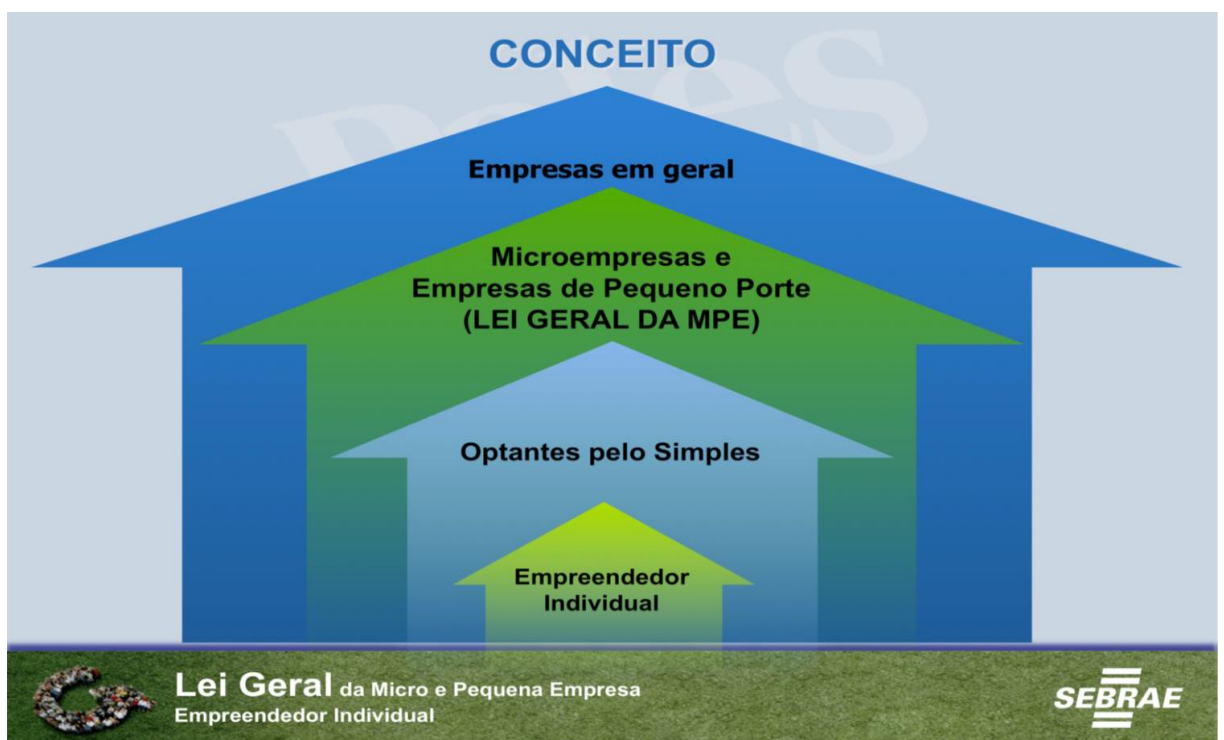 CONCEITO
Empresas em geral
Microempresas e
Empresas de Pequeno Porte
(LEI GERAL DA MPE)
Optantes pelo Simples
Empreendedor
Individual
Lei Geral da Micro e Pequena Empresa
Empreendedor Individual
SEBRAE